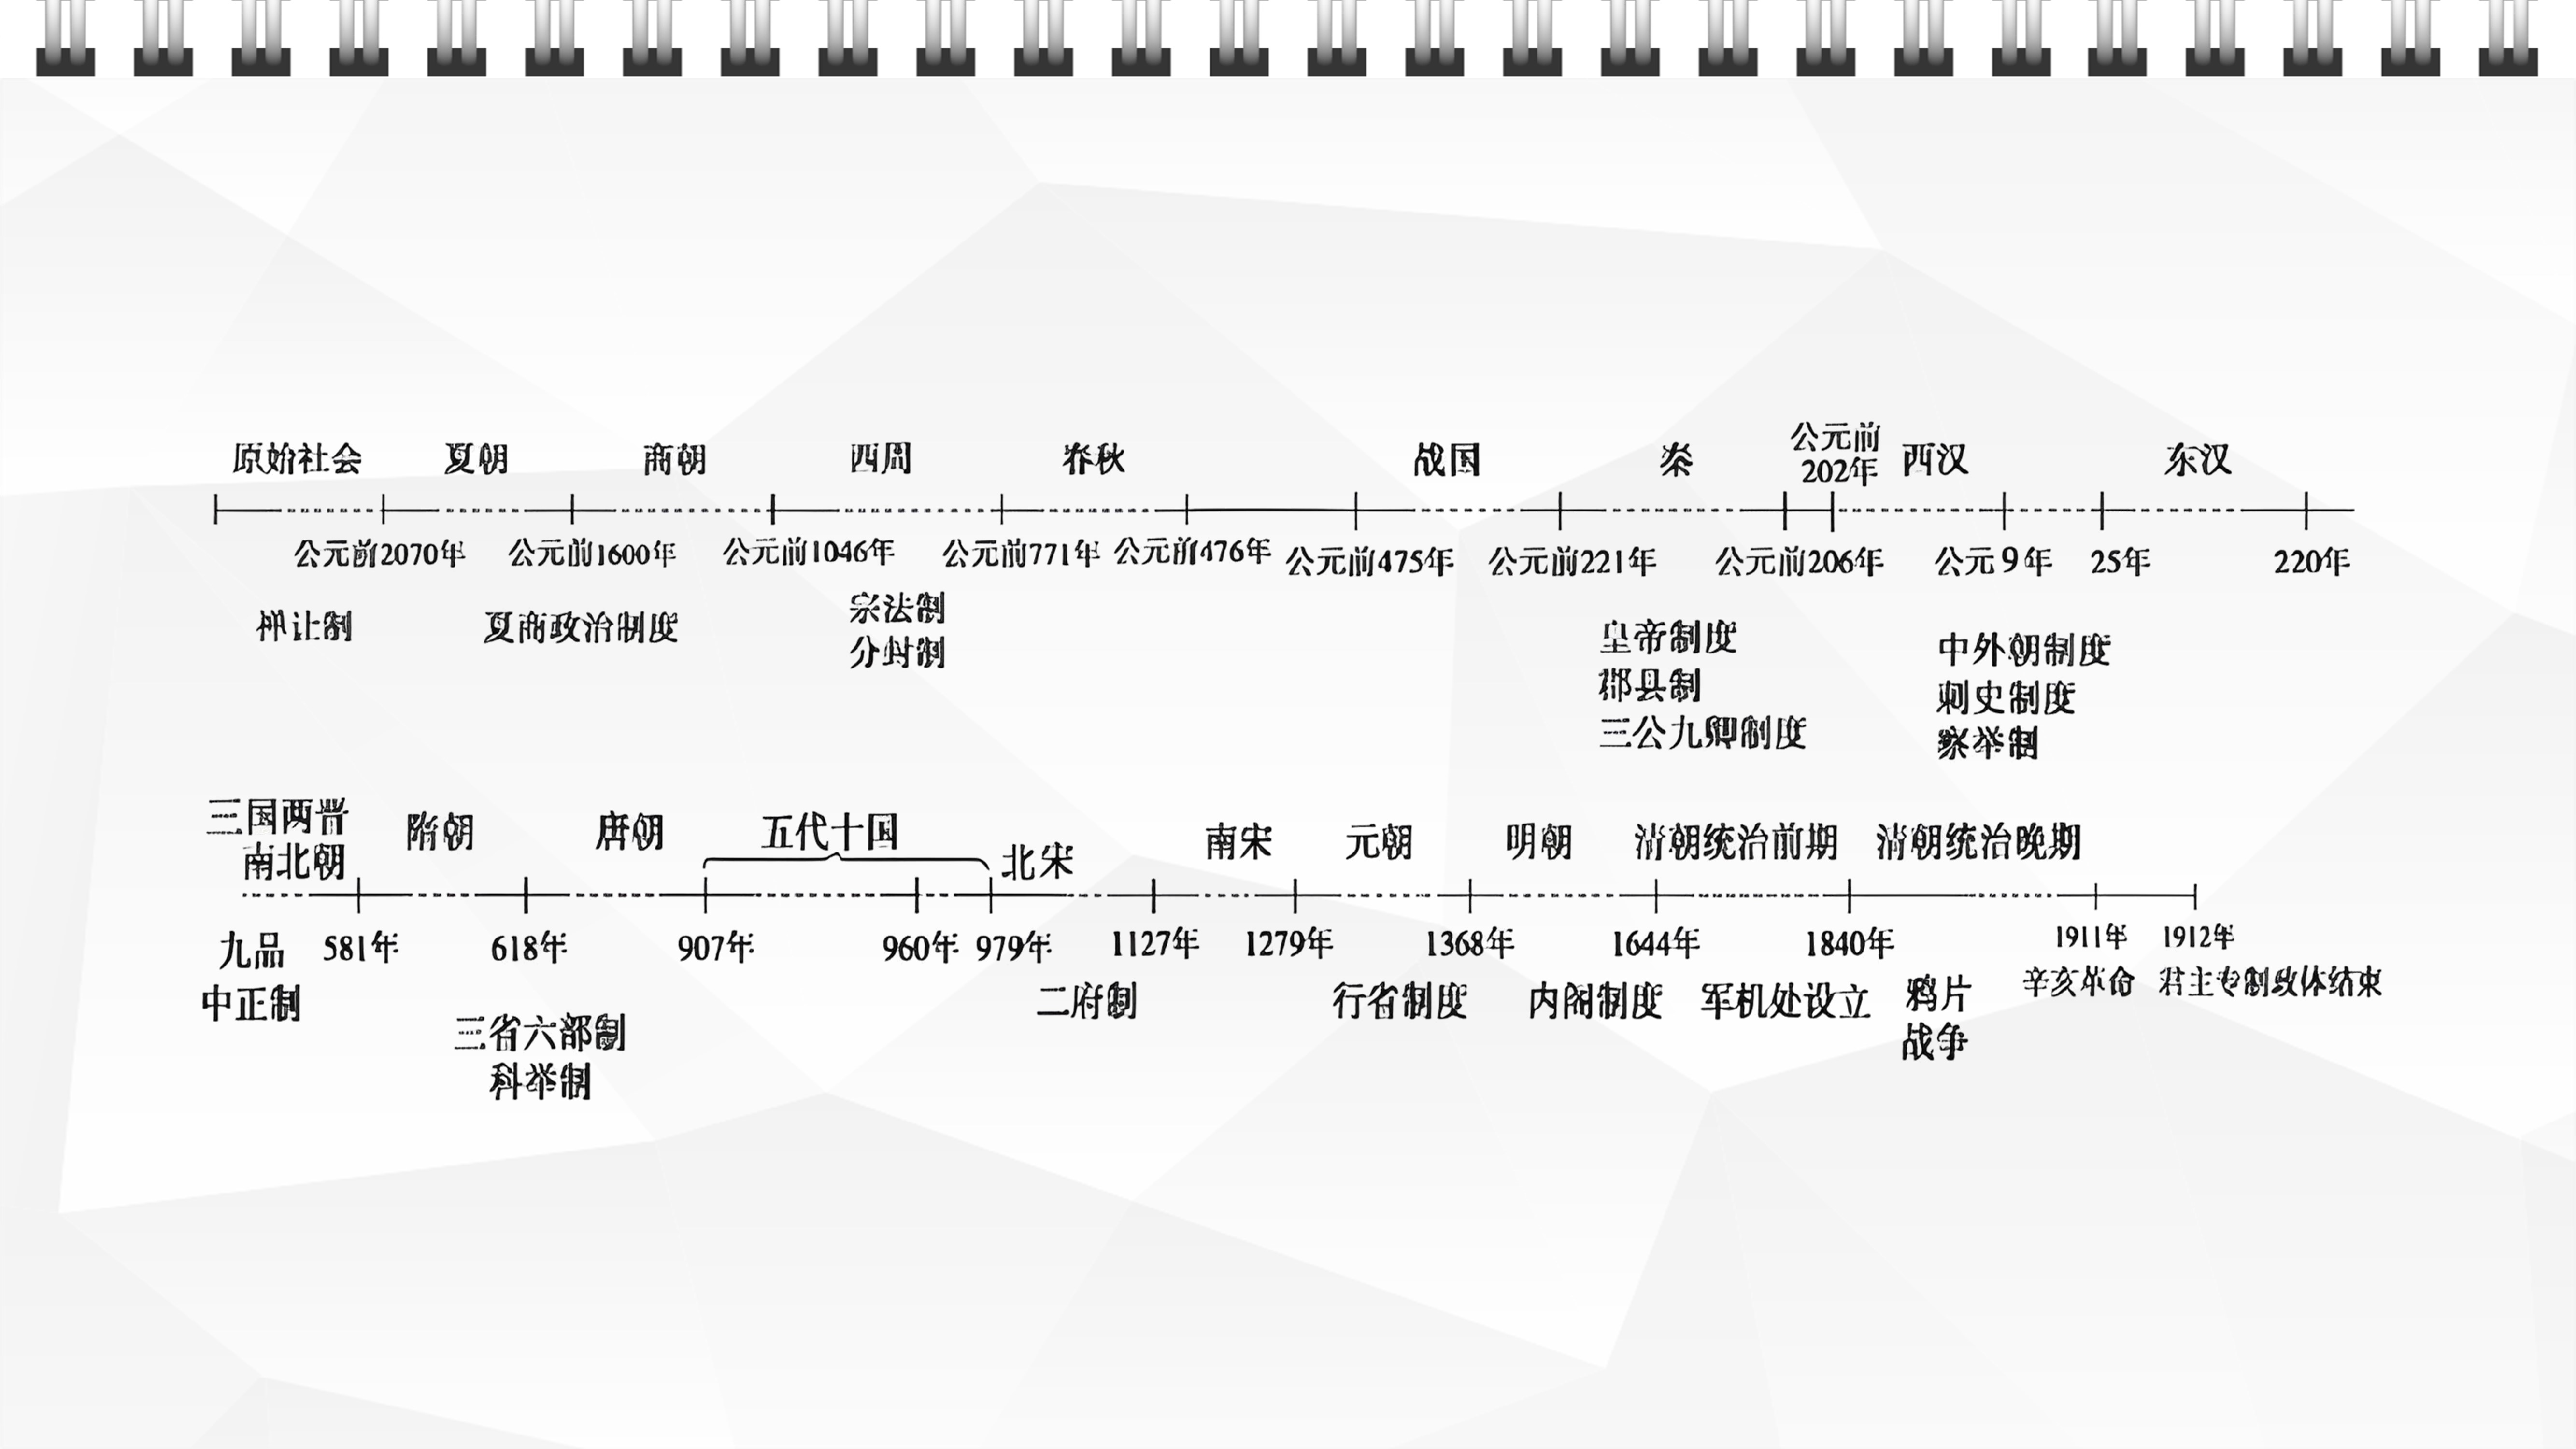 原始社会 夏朝 商朝 西周 春秋 战国 秦 公元前202年 西汉 东汉
公元前2070年 公元前1600年 公元前1046年 公元前771年 公元前476年 公元前475年 公元前221年 公元前206年 公元9年 25年 220年
禅让制 夏商政治制度
宗法制
分封制
皇帝制度
郡县制
三公九卿制度
中外朝制度
刺史制度
察举制
三国两晋
南北朝
隋朝 唐朝 五代十国 北宋 南宋 元朝 明朝 清朝统治前期 清朝统治晚期
581年 618年 907年 960年 979年 1127年 1279年 1368年 1644年 1840年 1911年 1912年
九品
中正制
三省六部制
科举制
二府制 行省制度 内阁制度 军机处设立
鸦片
战争
辛亥革命 君主专制政体结束